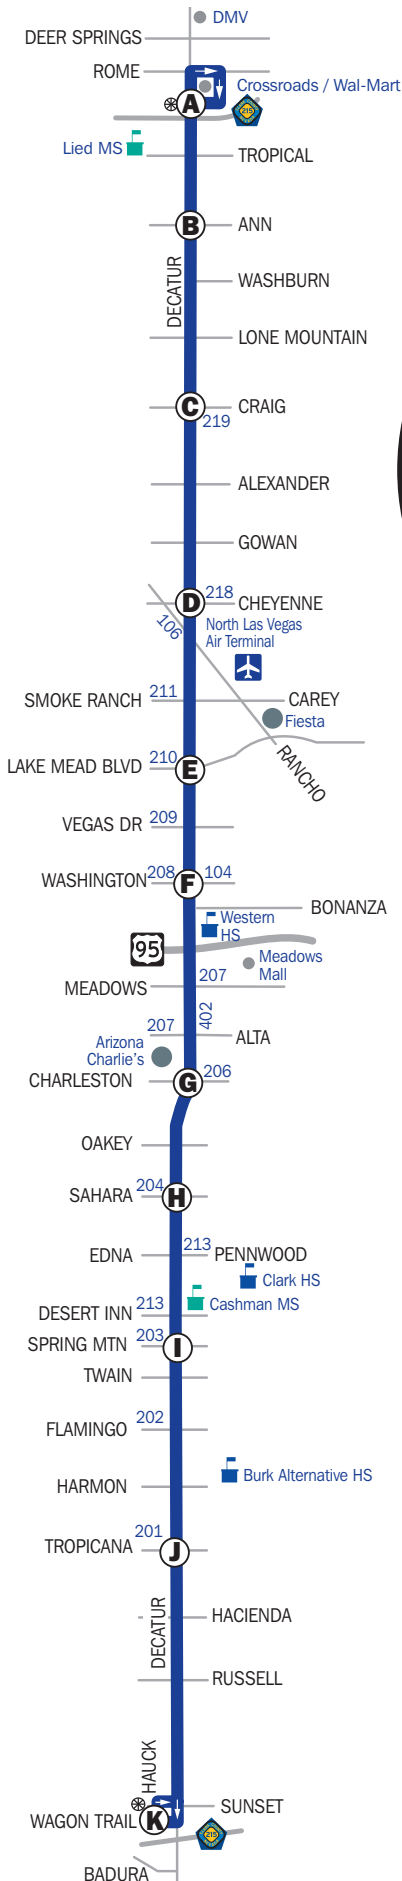 DMV
DEER SPRINGS
ROME
Crossroads / Wal-Mart
A
215
Lied MS
TROPICAL
B
ANN
DECATUR
WASHBURN
LONE MOUNTAIN
C
CRAIG
219
ALEXANDER
GOWAN
218
D
CHEYENNE
106
North Las Vegas
Air Terminal
211
SMOKE RANCH
CAREY
Fiesta
210
LAKE MEAD BLVD
E
RANCHO
209
VEGAS DR
208
104
WASHINGTON
F
BONANZA
Western
HS
95
Meadows
Mall
207
MEADOWS
402
207
ALTA
Arizona
Charlie's
206
CHARLESTON
G
OAKEY
204
SAHARA
H
213
EDNA
PENNWOOD
Clark HS
213
Cashman MS
DESERT INN
203
SPRING MTN
I
TWAIN
202
FLAMINGO
Burk Alternative HS
HARMON
201
TROPICANA
J
DECATUR
HACIENDA
RUSSELL
HAUCK
SUNSET
WAGON TRAIL
K
215
BADURA